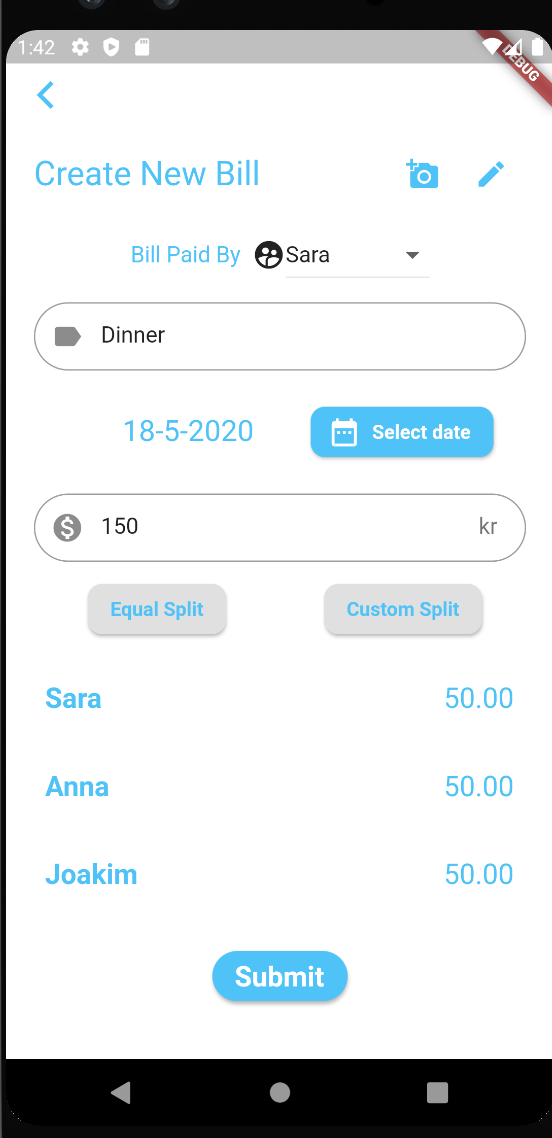 1:42
DEBUG
Create New Bill
Bill Paid By Sara
Dinner
18-5-2020 Select date
150 kr
Equal Split Custom Split
Sara 50.00
Anna 50.00
Joakim 50.00
Submit